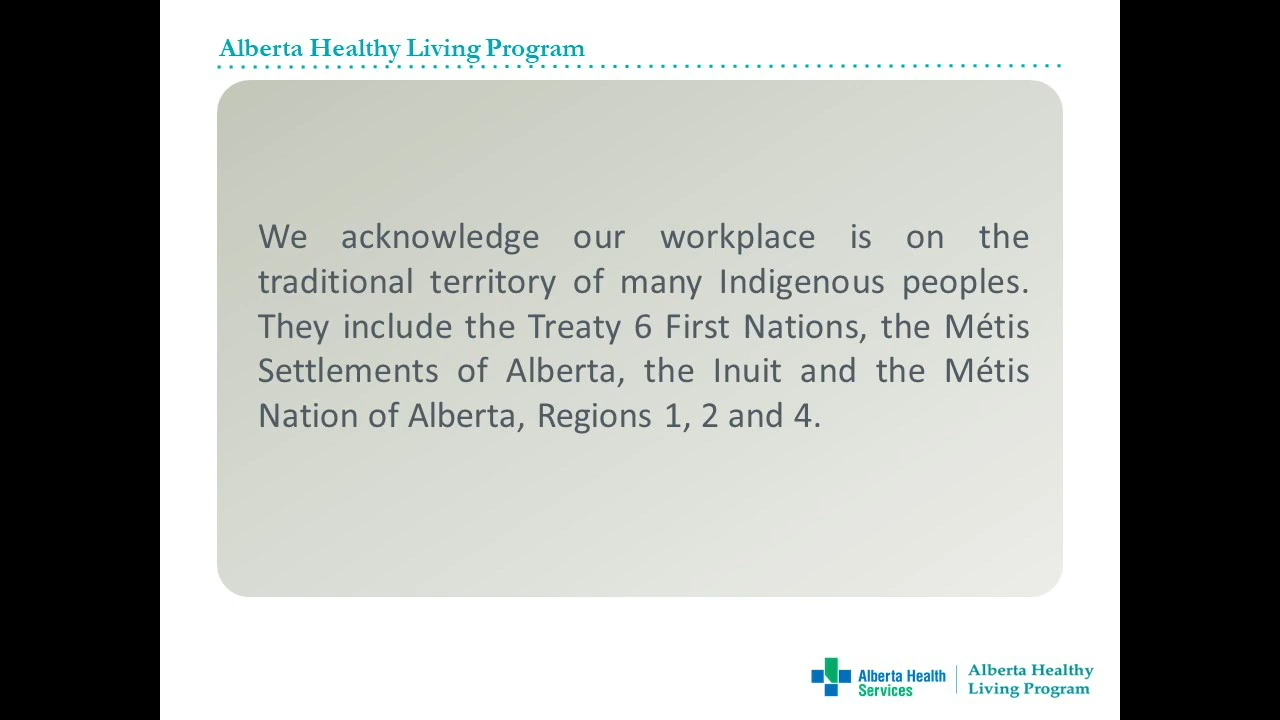 Alberta Healthy Living Program
We acknowledge our workplace is on the
traditional territory of many Indigenous peoples.
They include the Treaty 6 First Nations, the Métis
Settlements of Alberta, the Inuit and the Métis
Nation of Alberta, Regions 1, 2 and 4.
Alberta Health
Services
Alberta Healthy
Living Program